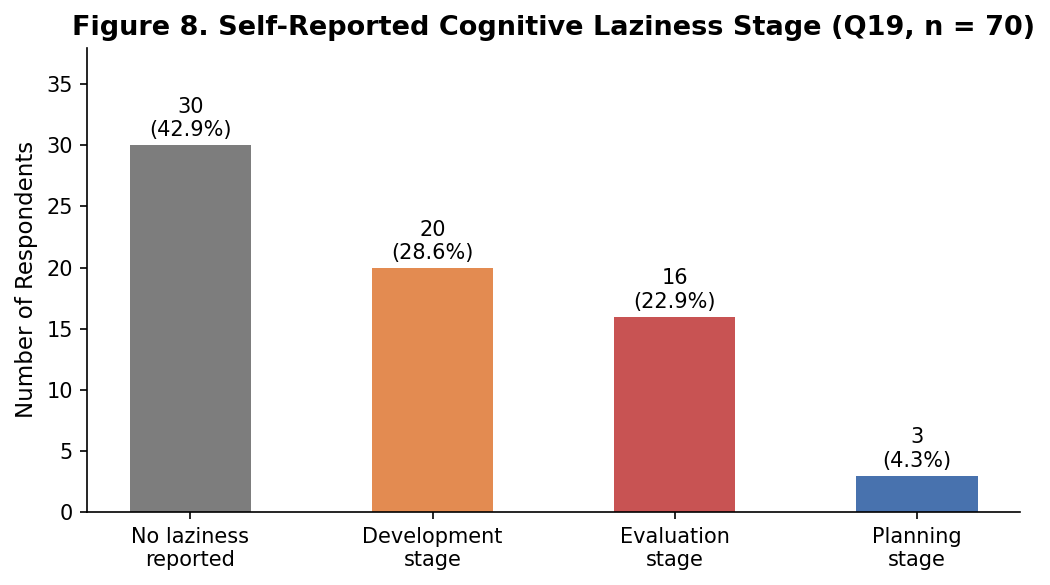 Figure 8. Self-Reported Cognitive Laziness Stage (Q19, n = 70)
Number of Respondents
35
30
25
20
15
10
5
0
30
(42.9%)
20
(28.6%)
16
(22.9%)
3
(4.3%)
No laziness
reported
Development
stage
Evaluation
stage
Planning
stage